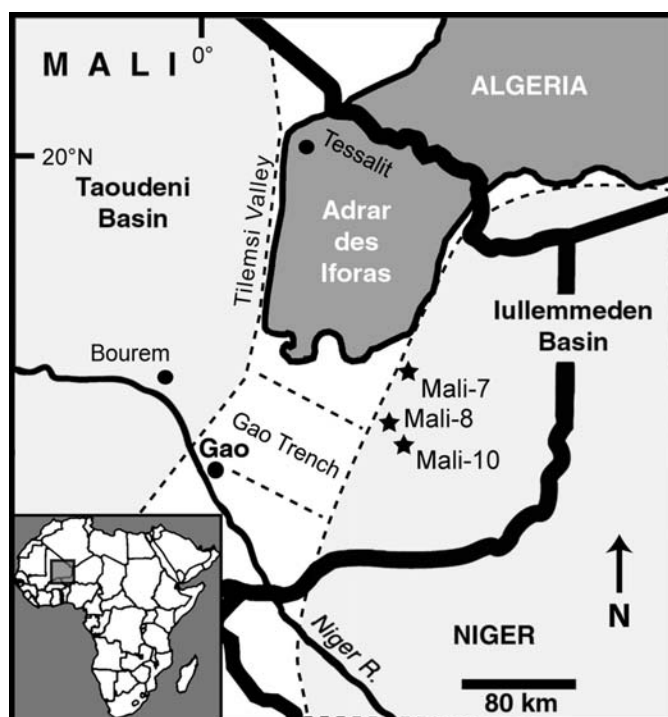 MALI
0°
ALGERIA
20°N
Tessalit
Taoudeni
Basin
Tilemsi Valley
Adrar
des
Iforas
Iullemmeden
Basin
Bourem
Mali-7
Mali-8
Mali-10
Gao Trench
Gao
Niger R.
NIGER
N
80 km